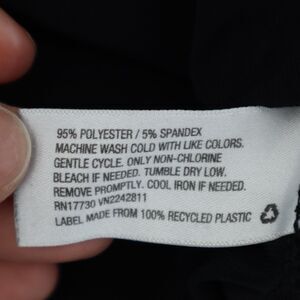 95% POLYESTER / 5% SPANDEX
MACHINE WASH COLD WITH LIKE COLORS.
GENTLE CYCLE. ONLY NON-CHLORINE
BLEACH IF NEEDED. TUMBLE DRY LOW.
REMOVE PROMPTLY. COOL IRON IF NEEDED.
RN17730 VN2242811
LABEL MADE FROM 100% RECYCLED PLASTIC